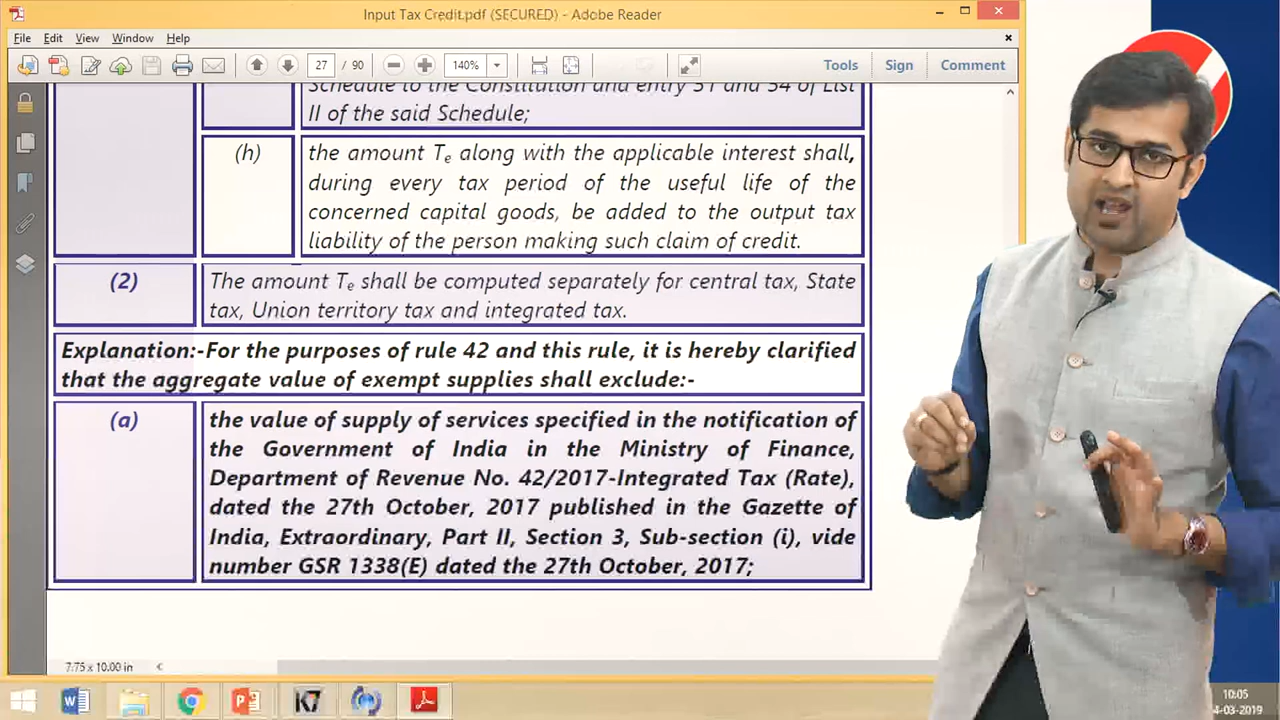 Input Tax Credit.pdf (SECURED) - Adobe Reader
File Edit View Window Help
27 / 90 140% Tools Sign Comment
Schedule to the Constitution and entry 51 and 54 of List
II of the said Schedule;
(h) the amount Te along with the applicable interest shall,
during every tax period of the useful life of the
concerned capital goods, be added to the output tax
liability of the person making such claim of credit.
(2) The amount Te shall be computed separately for central tax, State
tax, Union territory tax and integrated tax.
Explanation:-For the purposes of rule 42 and this rule, it is hereby clarified
that the aggregate value of exempt supplies shall exclude:-
(a) the value of supply of services specified in the notification of
the Government of India in the Ministry of Finance,
Department of Revenue No. 42/2017-Integrated Tax (Rate),
dated the 27th October, 2017 published in the Gazette of
India, Extraordinary, Part II, Section 3, Sub-section (i), vide
number GSR 1338(E) dated the 27th October, 2017;
7.75 x 10.00 in
10:05
4-03-2019